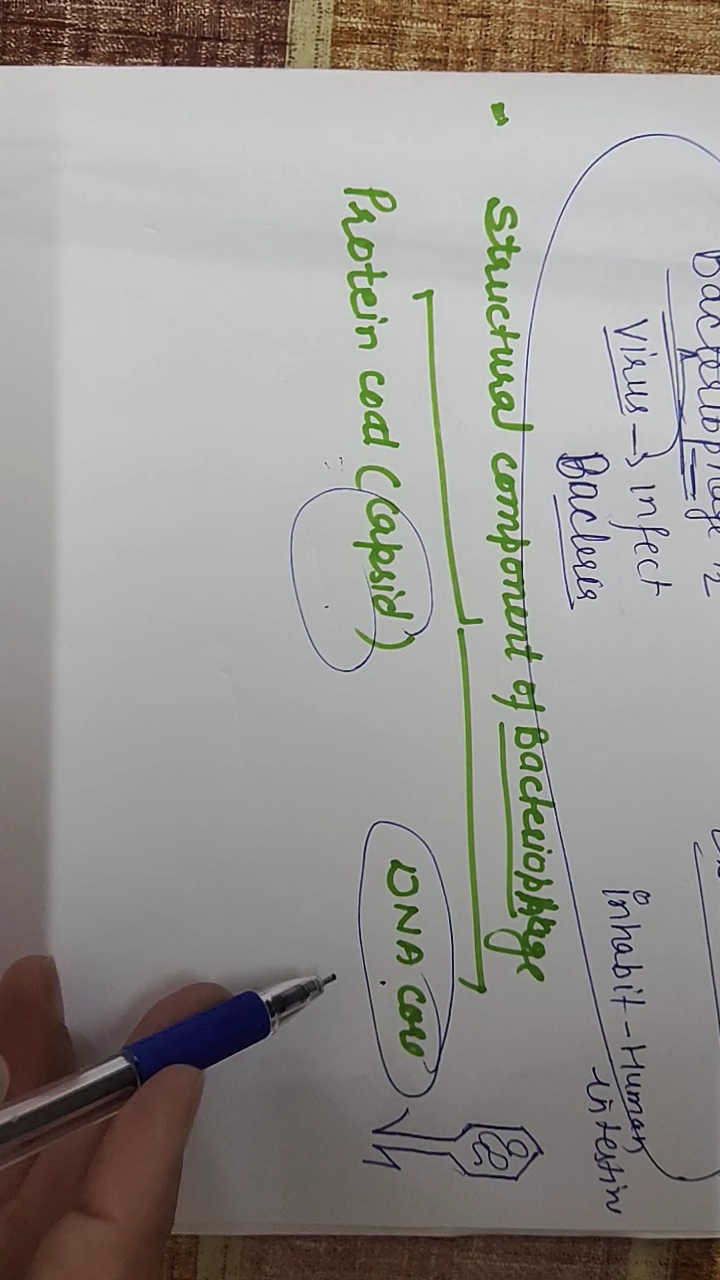 Virus → infect
Bacteria
inhabit - Human
intestin
Structural component of Bacteriophage
Protein coat (Capsid)
DNA core